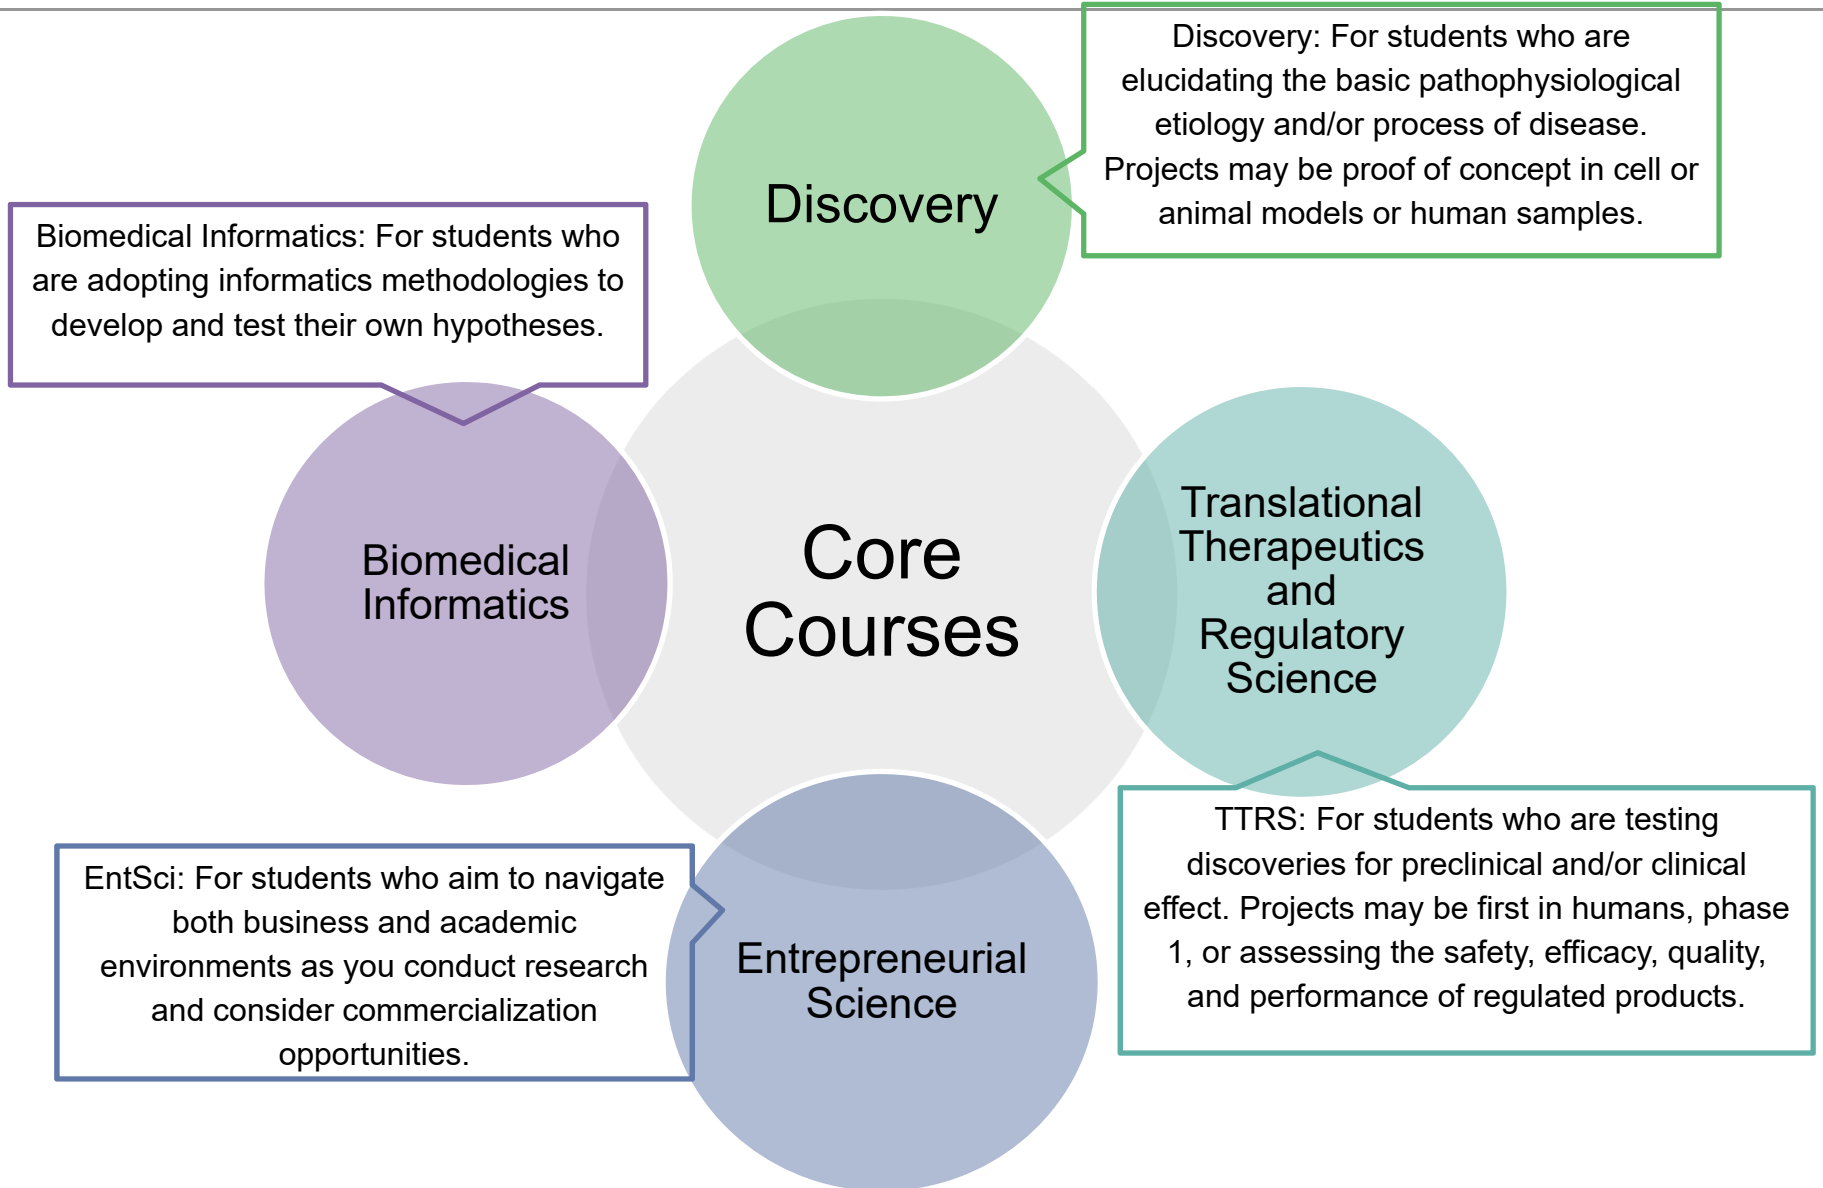 Discovery: For students who are
elucidating the basic pathophysiological
etiology and/or process of disease.
Projects may be proof of concept in cell or
animal models or human samples.
Discovery
Biomedical Informatics: For students who
are adopting informatics methodologies to
develop and test their own hypotheses.
Biomedical
Informatics
Core
Courses
Translational
Therapeutics
and
Regulatory
Science
TTRS: For students who are testing
discoveries for preclinical and/or clinical
effect. Projects may be first in humans, phase
1, or assessing the safety, efficacy, quality,
and performance of regulated products.
EntSci: For students who aim to navigate
both business and academic
environments as you conduct research
and consider commercialization
opportunities.
Entrepreneurial
Science